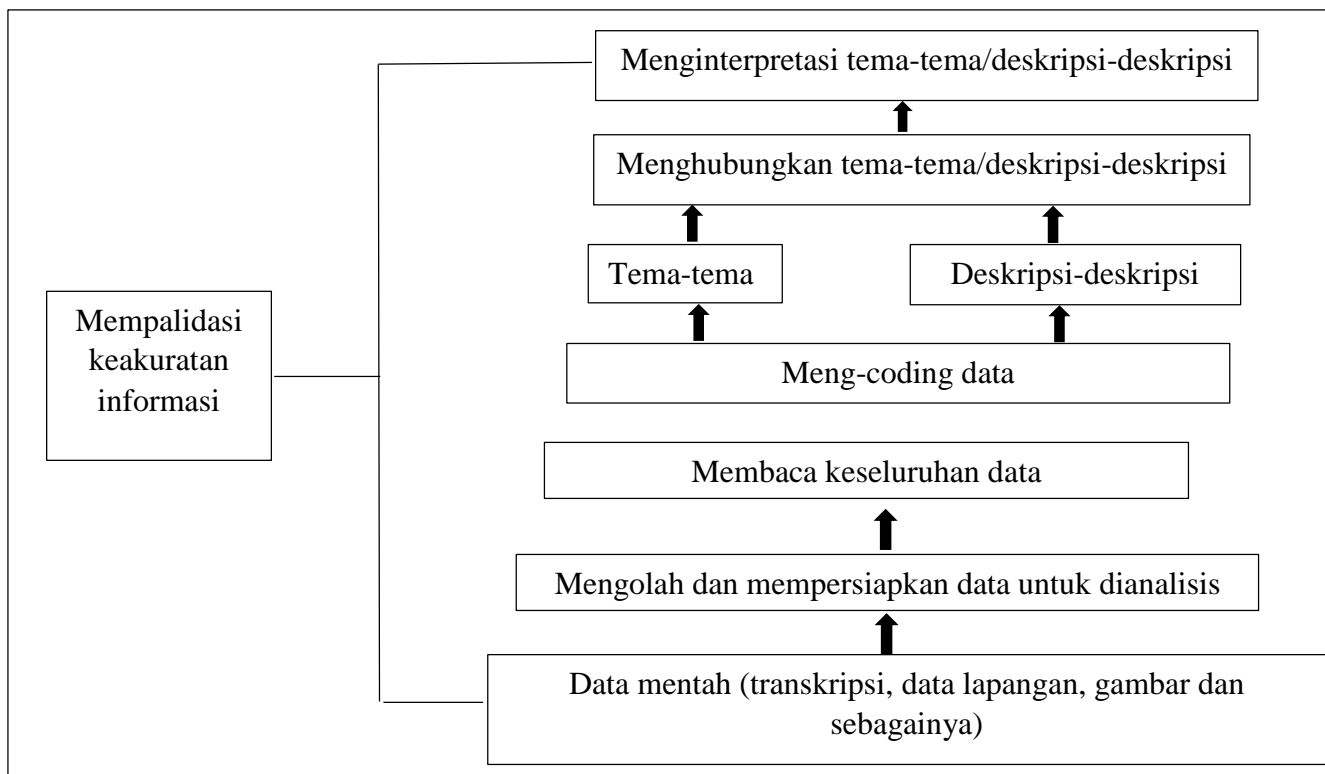 Menginterpretasi tema-tema/deskripsi-deskripsi
Menghubungkan tema-tema/deskripsi-deskripsi
Tema-tema
Deskripsi-deskripsi
Mempalidasi
keakuratan
informasi
Meng-coding data
Membaca keseluruhan data
Mengolah dan mempersiapkan data untuk dianalisis
Data mentah (transkripsi, data lapangan, gambar dan
sebagainya)